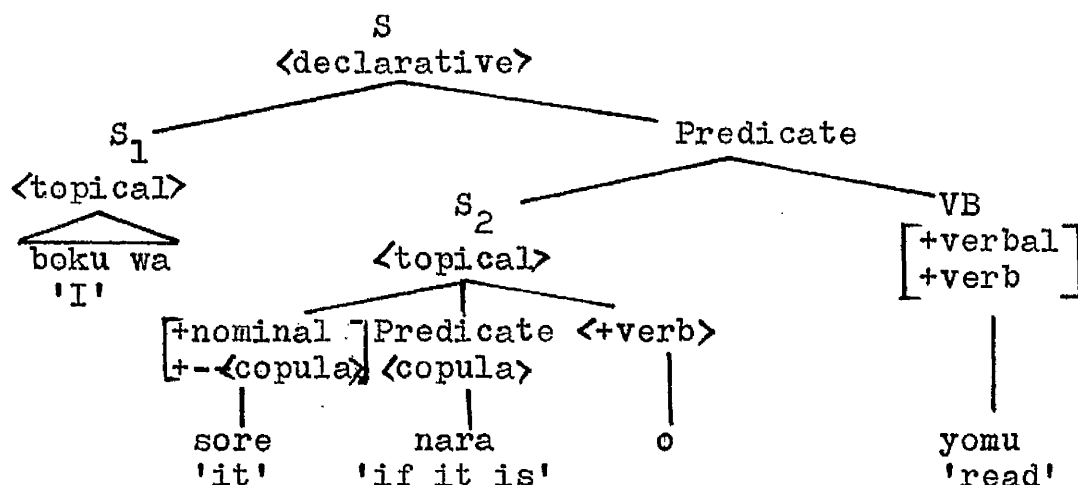 S
<declarative>
S1 Predicate
<topical>
S2 VB
boku wa <topical> [+verbal
'I' +verb]
[+nominal Predicate <+verb>
+--<copula>] <copula>
sore nara o yomu
'it' 'if it is' 'read'